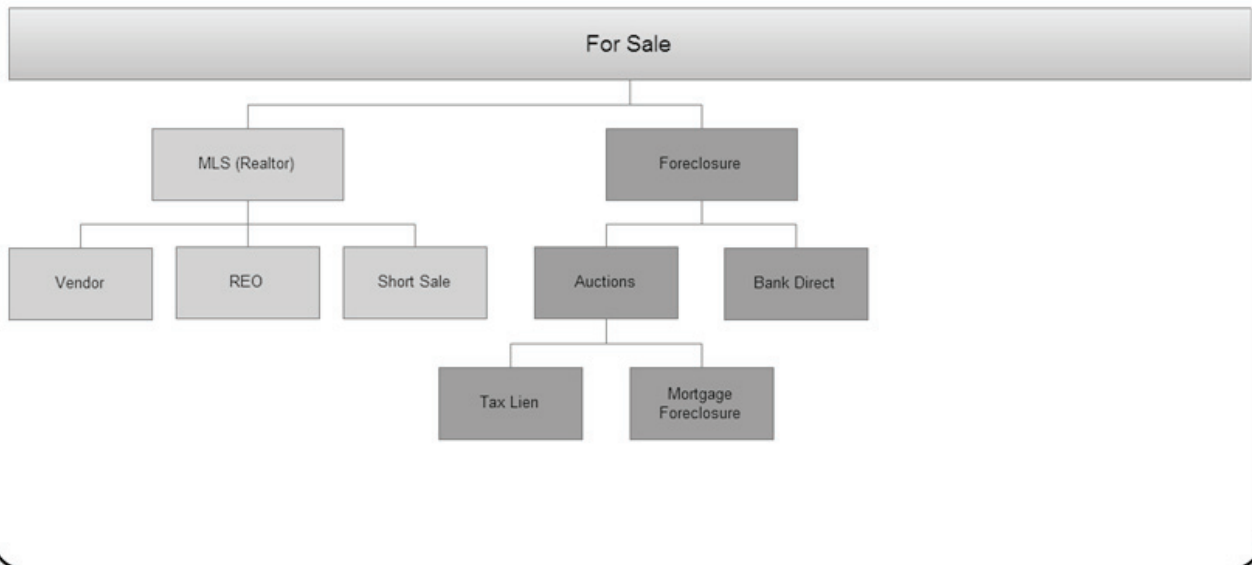 For Sale
MLS (Realtor)
Foreclosure
Vendor
REO
Short Sale
Auctions
Bank Direct
Tax Lien
Mortgage
Foreclosure